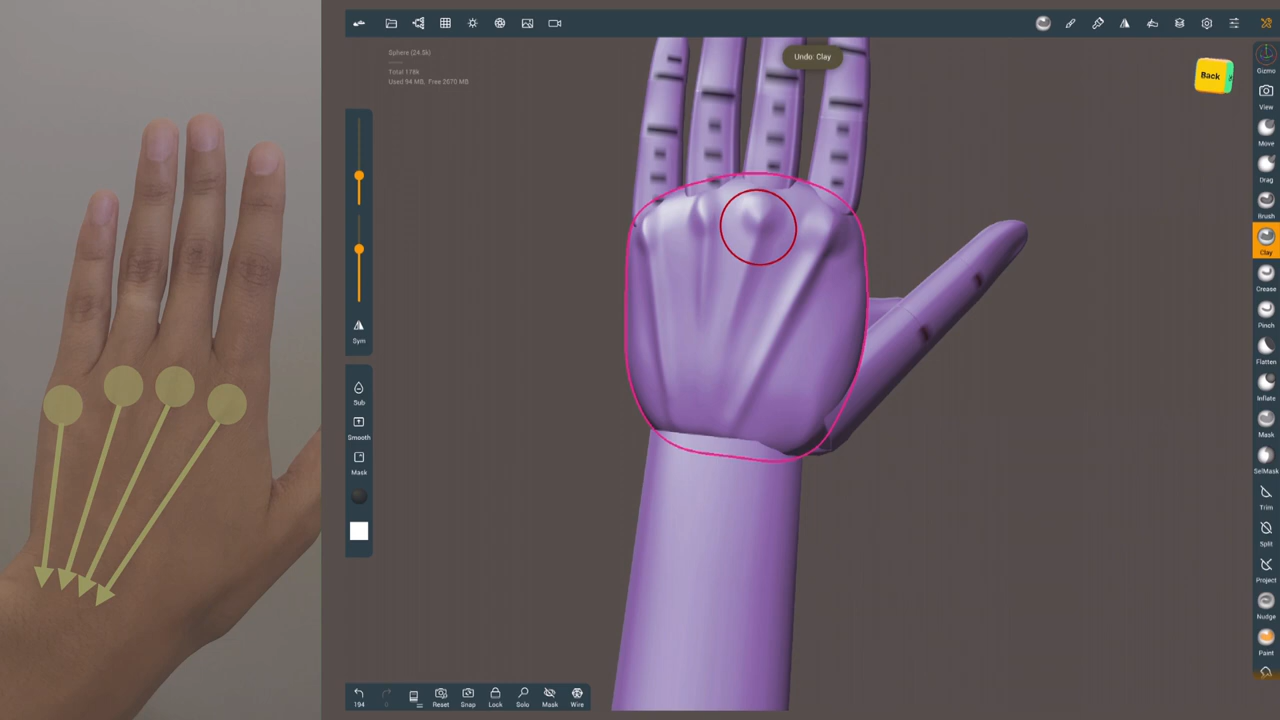 Sphere (24.5k)
Total 178k
Used 94 MB, Free 2070 MB
Undo: Clay
Back
Gizmo
View
Move
Drag
Brush
Clay
Crease
Pinch
Flatten
Inflate
Mask
SelMask
Trim
Split
Project
Nudge
Paint
Sym
Sub
Smooth
Mask
194
0
Reset
Snap
Lock
Solo
Mask
Wire